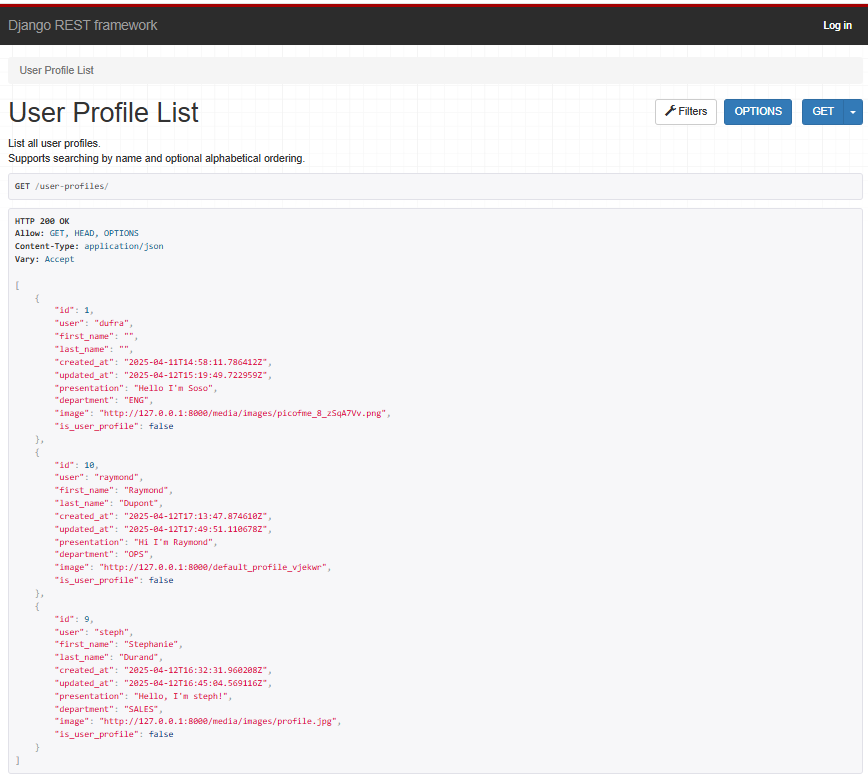 Django REST framework
Log in
User Profile List
User Profile List
Filters
OPTIONS
GET
List all user profiles.
Supports searching by name and optional alphabetical ordering.
GET /user-profiles/
HTTP 200 OK
Allow: GET, HEAD, OPTIONS
Content-Type: application/json
Vary: Accept
[
    {
        "id": 1,
        "user": "dufra",
        "first_name": "",
        "last_name": "",
        "created_at": "2025-04-11T14:58:11.786412Z",
        "updated_at": "2025-04-12T15:19:49.722959Z",
        "presentation": "Hello I'm Soso",
        "department": "ENG",
        "image": "http://127.0.0.1:8000/media/images/picofme_8_zSqA7Vv.png",
        "is_user_profile": false
    },
    {
        "id": 10,
        "user": "raymond",
        "first_name": "Raymond",
        "last_name": "Dupont",
        "created_at": "2025-04-12T17:13:47.874610Z",
        "updated_at": "2025-04-12T17:49:51.110678Z",
        "presentation": "Hi I'm Raymond",
        "department": "OPS",
        "image": "http://127.0.0.1:8000/default_profile_vjekwr",
        "is_user_profile": false
    },
    {
        "id": 9,
        "user": "steph",
        "first_name": "Stephanie",
        "last_name": "Durand",
        "created_at": "2025-04-12T16:32:31.960208Z",
        "updated_at": "2025-04-12T16:45:04.569116Z",
        "presentation": "Hello, I'm steph!",
        "department": "SALES",
        "image": "http://127.0.0.1:8000/media/images/profile.jpg",
        "is_user_profile": false
    }
]